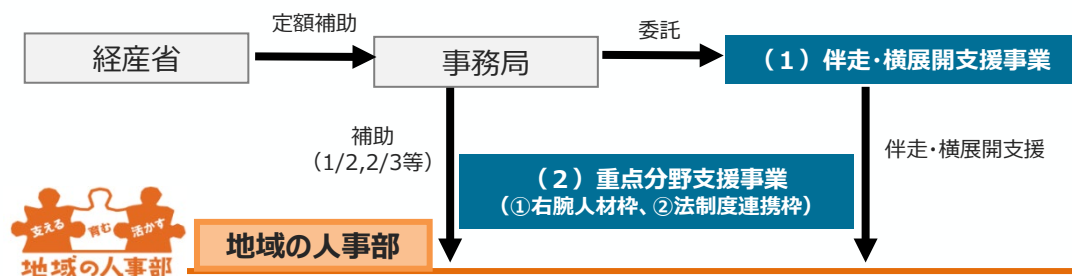 定額補助
委託
経産省
事務局
（１）伴走・横展開支援事業
補助
（1/2,2/3等）
伴走・横展開支援
（２）重点分野支援事業
（①右腕人材枠、②法制度連携枠）
支える 育む 活かす
地域の人事部
地域の人事部